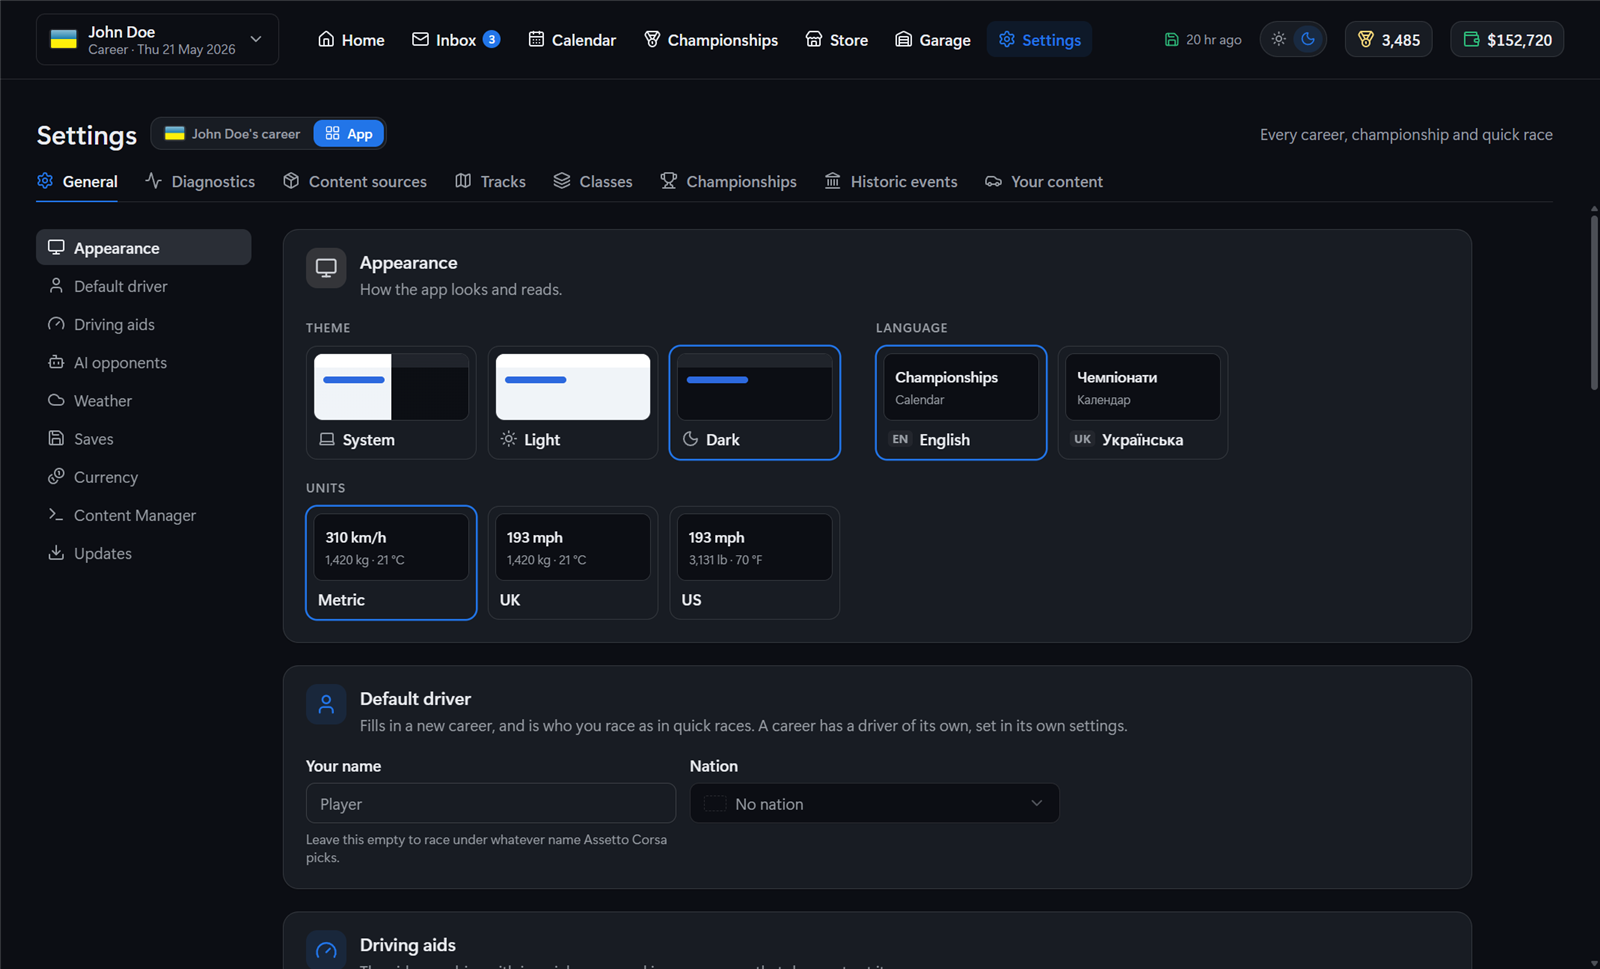 John Doe
Career · Thu 21 May 2026
Home
Inbox 3
Calendar
Championships
Store
Garage
Settings
20 hr ago
3,485
$152,720
Settings
John Doe's career
App
Every career, championship and quick race
General
Diagnostics
Content sources
Tracks
Classes
Championships
Historic events
Your content
Appearance
Default driver
Driving aids
AI opponents
Weather
Saves
Currency
Content Manager
Updates
Appearance
How the app looks and reads.
THEME
System
Light
Dark
LANGUAGE
Championships
Calendar
EN English
Чемпіонати
Календар
UK Українська
UNITS
310 km/h
1,420 kg · 21 °C
Metric
193 mph
1,420 kg · 21 °C
UK
193 mph
3,131 lb · 70 °F
US
Default driver
Fills in a new career, and is who you race as in quick races. A career has a driver of its own, set in its own settings.
Your name
Player
Leave this empty to race under whatever name Assetto Corsa
picks.
Nation
No nation
Driving aids